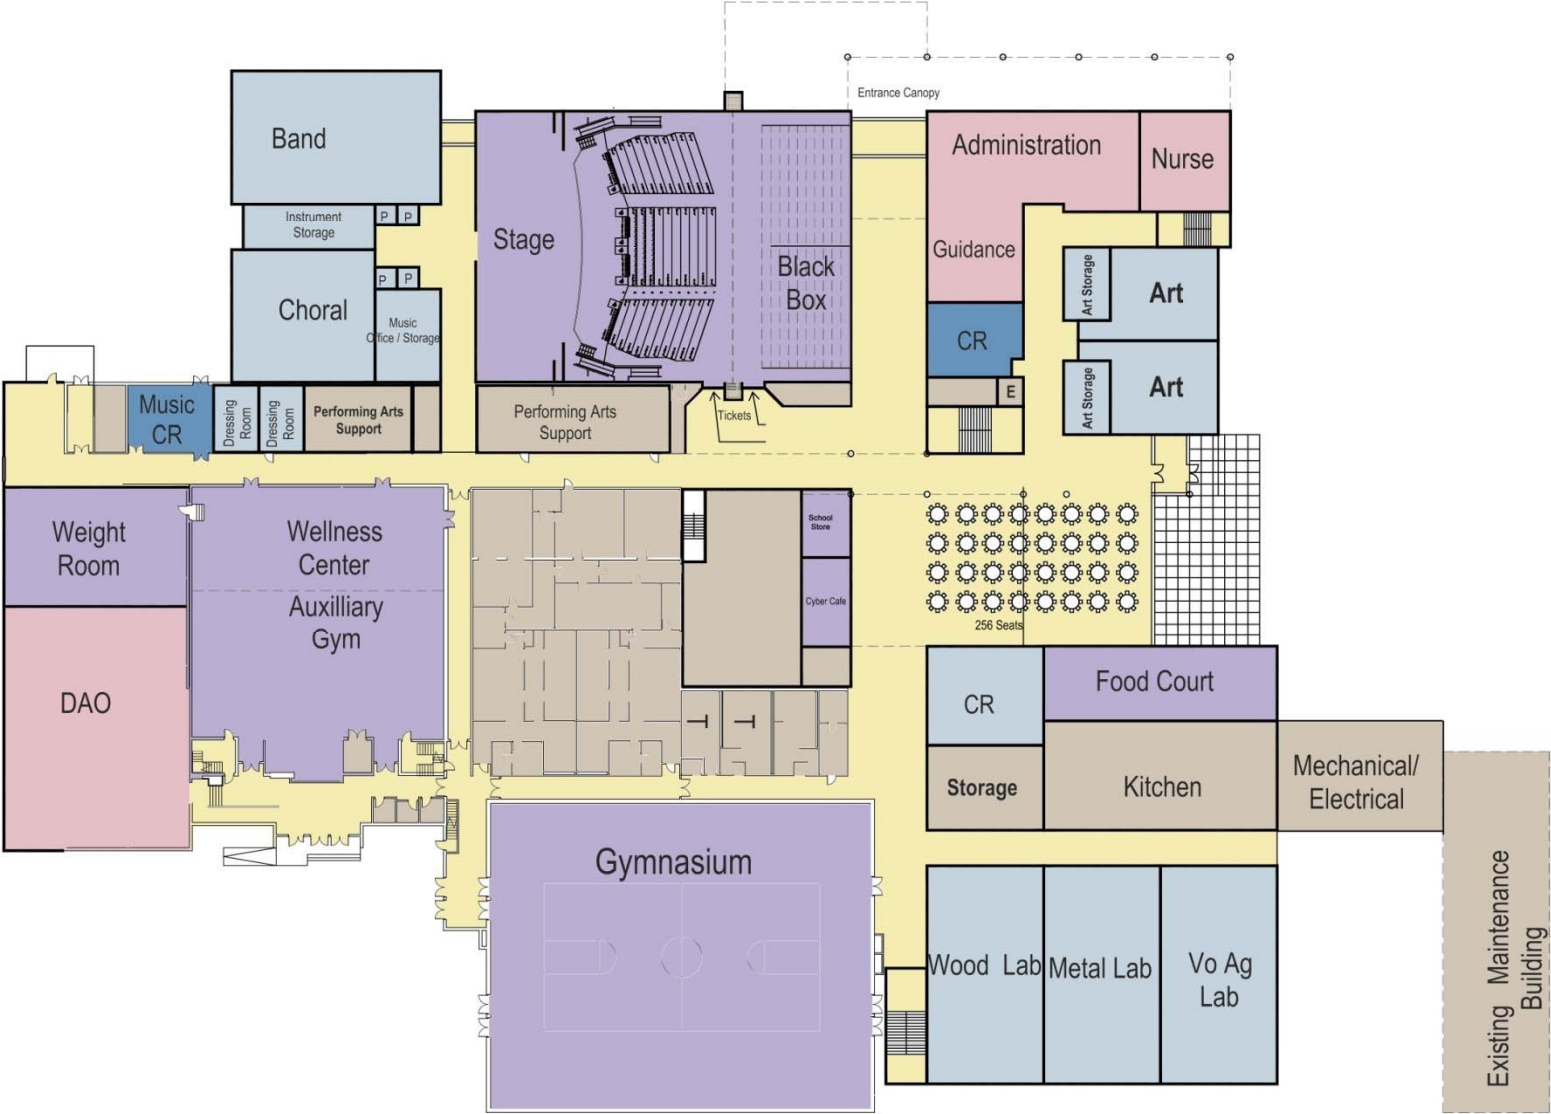 Entrance Canopy
Band
Administration
Nurse
Instrument
Storage
P
P
Stage
Guidance
Black
Box
Art Storage
Art
P
P
Choral
Music
Office / Storage
CR
Art Storage
Art
E
Music
CR
Dressing
Room
Dressing
Room
Performing Arts
Support
Performing Arts
Support
Tickets
Weight
Room
Wellness
Center
School
Store
Auxilliary
Gym
Cyber Cafe
256 Seats
DAO
CR
Food Court
Storage
Kitchen
Mechanical/
Electrical
Gymnasium
Existing Maintenance
Building
Wood Lab
Metal Lab
Vo Ag
Lab